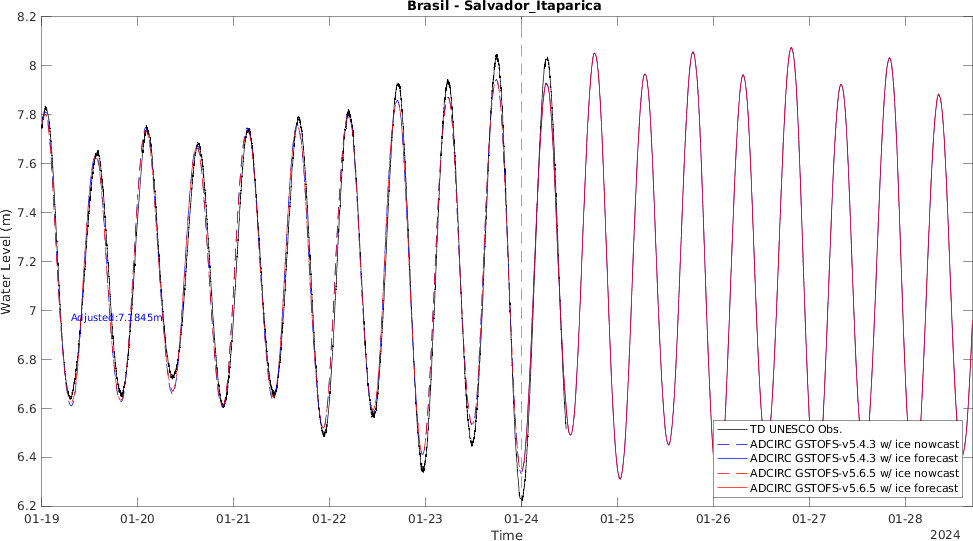 Brasil - Salvador_Itaparica
8.2
8
7.8
7.6
7.4
7.2
7
6.8
6.6
6.4
6.2
Water Level (m)
Adjusted:7.1845m
TD UNESCO Obs.
ADCIRC GSTOFS-v5.4.3 w/ ice nowcast
ADCIRC GSTOFS-v5.4.3 w/ ice forecast
ADCIRC GSTOFS-v5.6.5 w/ ice nowcast
ADCIRC GSTOFS-v5.6.5 w/ ice forecast
01-19 01-20 01-21 01-22 01-23 01-24 01-25 01-26 01-27 01-28
Time
2024